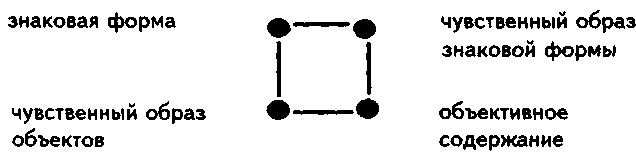 знаковая форма
чувственный образ
знаковой формы
чувственный образ
объектов
объективное
содержание